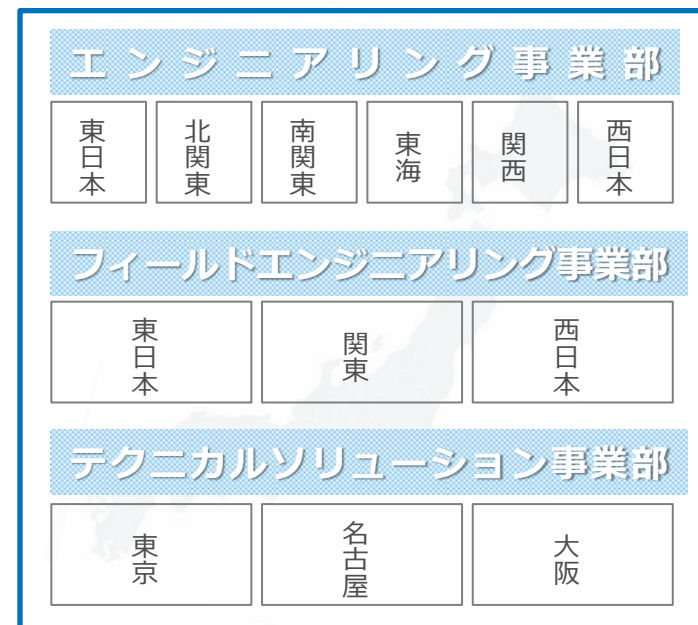 エンジニアリング事業部
東日本
北関東
南関東
東海
関西
西日本
フィールドエンジニアリング事業部
東日本
関東
西日本
テクニカルソリューション事業部
東京
名古屋
大阪